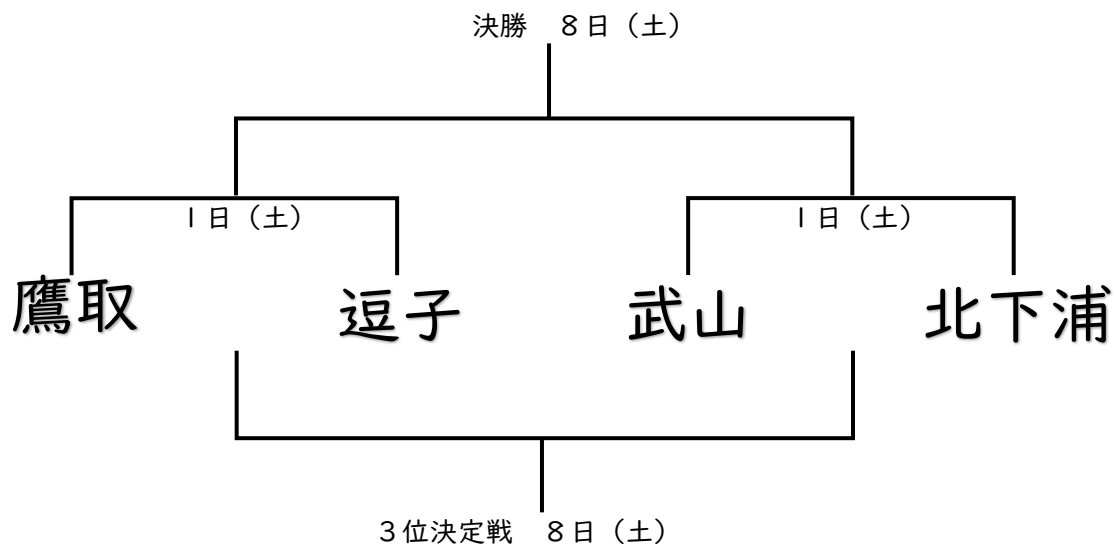 決勝　８日（土）
１日（土）
１日（土）
鷹取
逗子
武山
北下浦
３位決定戦　８日（土）